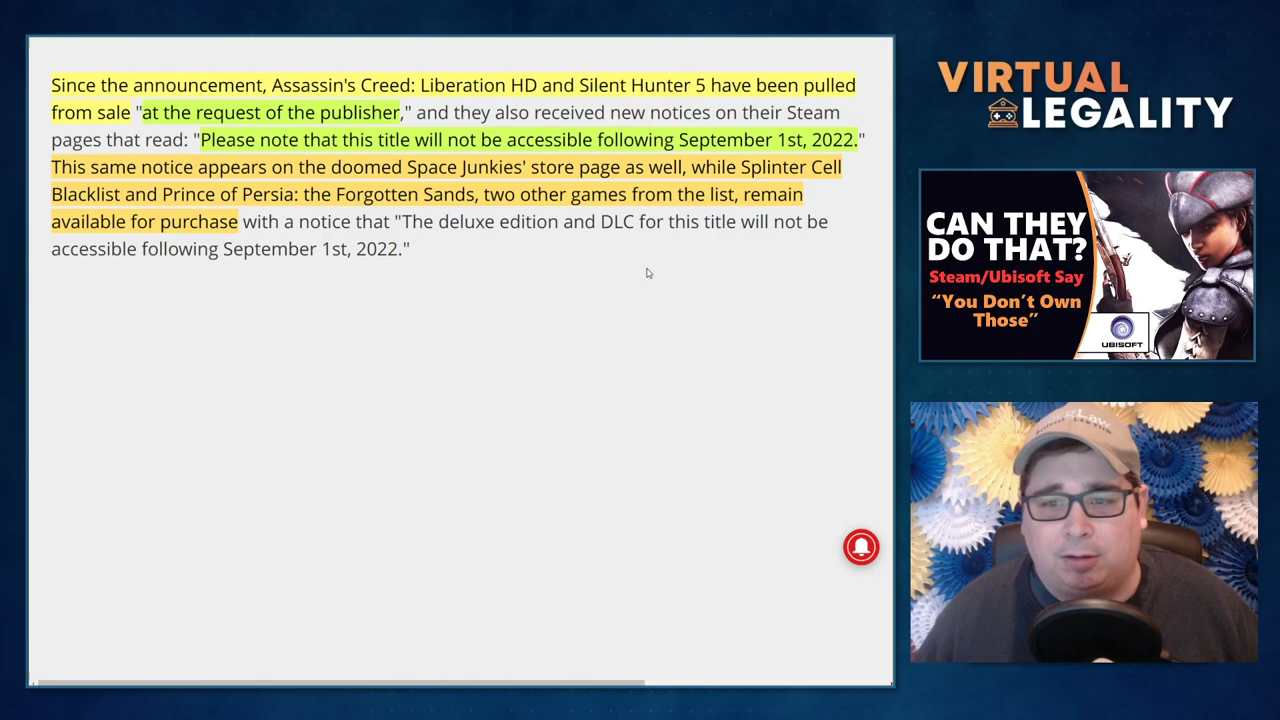 Since the announcement, Assassin's Creed: Liberation HD and Silent Hunter 5 have been pulled
from sale "at the request of the publisher," and they also received new notices on their Steam
pages that read: "Please note that this title will not be accessible following September 1st, 2022."
This same notice appears on the doomed Space Junkies' store page as well, while Splinter Cell
Blacklist and Prince of Persia: the Forgotten Sands, two other games from the list, remain
available for purchase with a notice that "The deluxe edition and DLC for this title will not be
accessible following September 1st, 2022."
VIRTUAL
LEGALITY
CAN THEY
DO THAT?
Steam/Ubisoft Say
“You Don’t Own
Those”
UBISOFT